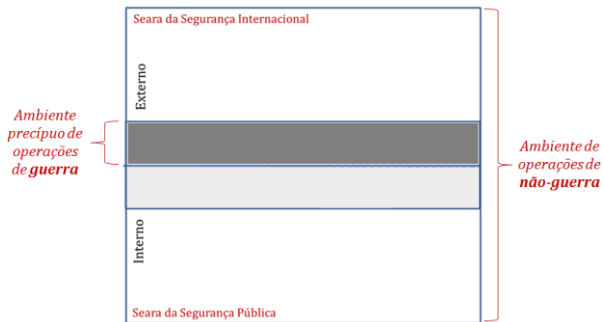 Seara da Segurança Internacional
Externo
Ambiente
precípuo de
operações
de guerra
Ambiente de
operações de
não-guerra
Interno
Seara da Segurança Pública